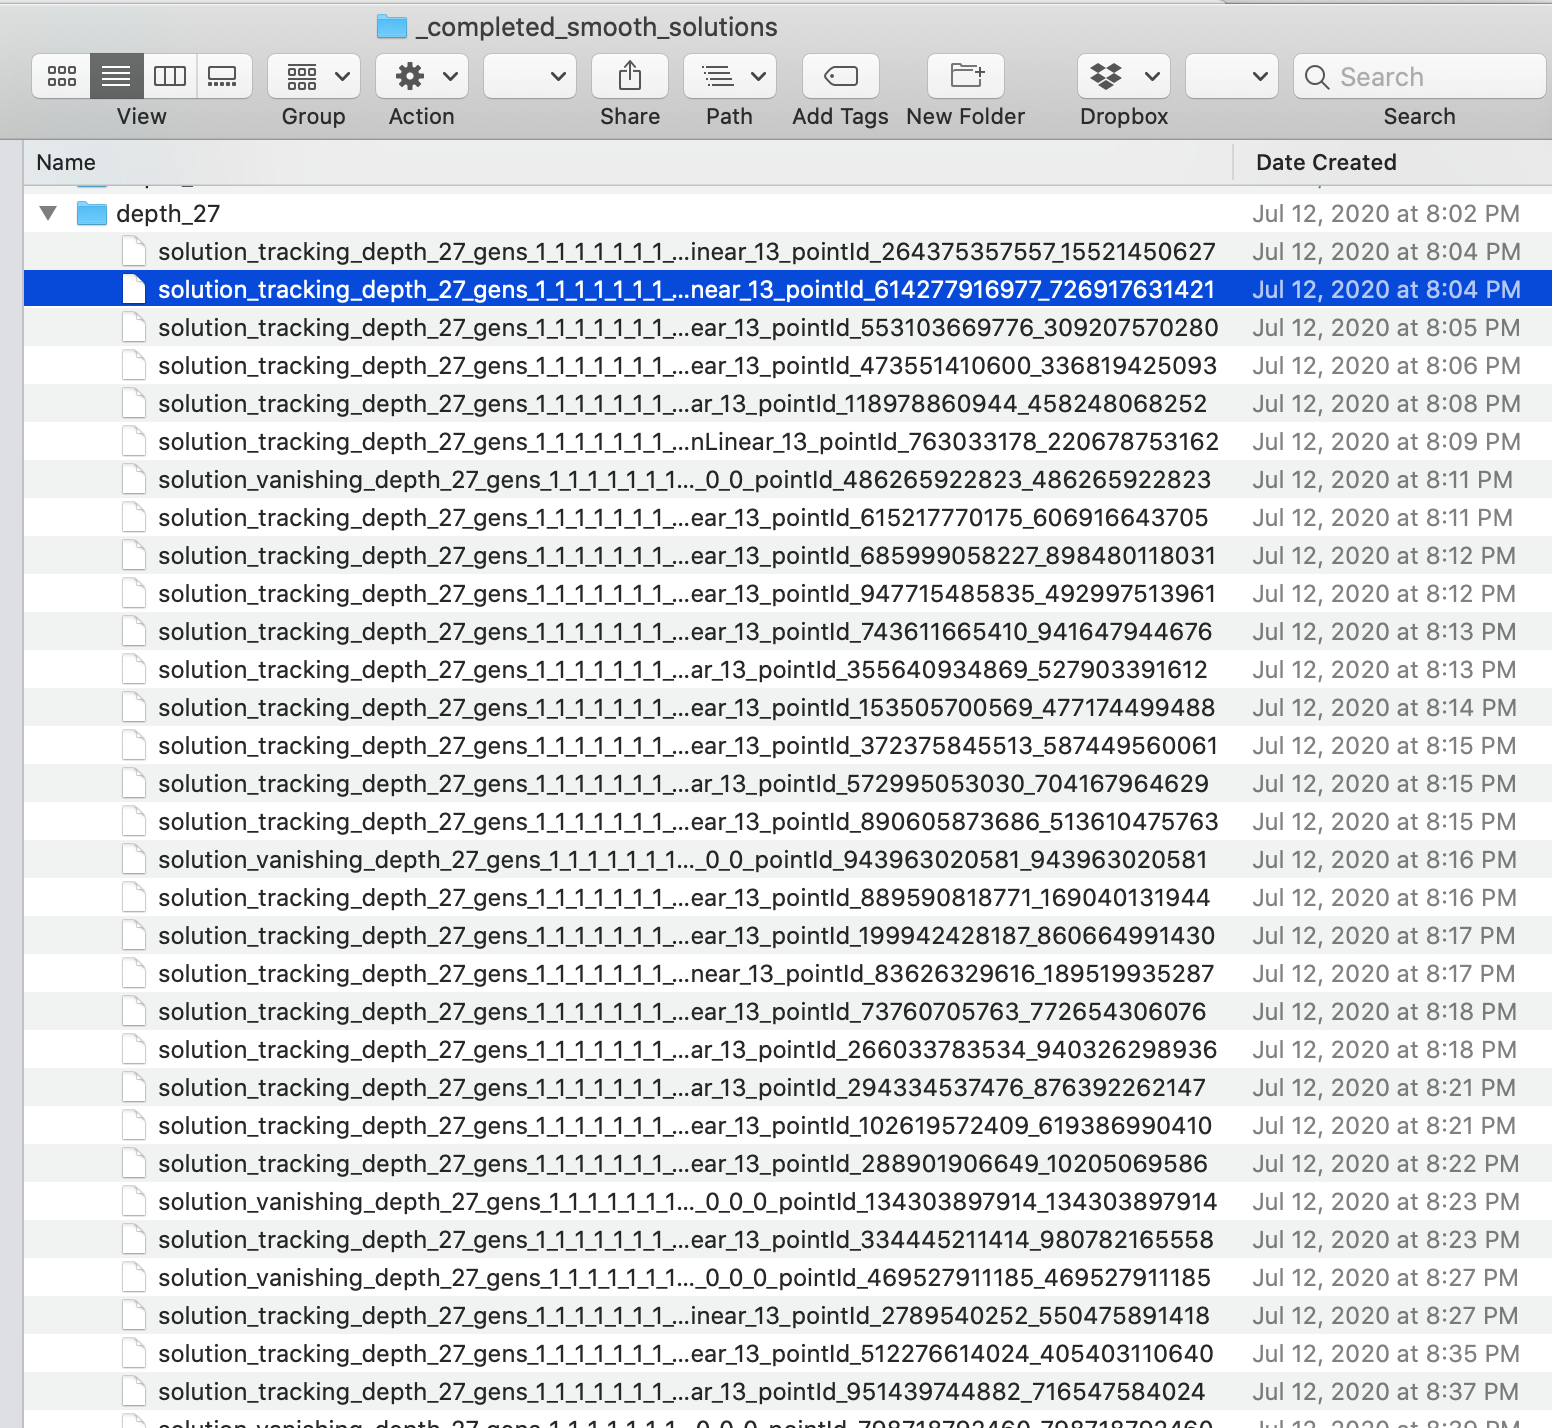 _completed_smooth_solutions
Search
View Group Action Share Path Add Tags New Folder Dropbox Search
Name Date Created
depth_27 Jul 12, 2020 at 8:02 PM
solution_tracking_depth_27_gens_1_1_1_1_1_1_1_...inear_13_pointId_264375357557_15521450627 Jul 12, 2020 at 8:04 PM
solution_tracking_depth_27_gens_1_1_1_1_1_1_1_...near_13_pointId_614277916977_726917631421 Jul 12, 2020 at 8:04 PM
solution_tracking_depth_27_gens_1_1_1_1_1_1_1_...ear_13_pointId_553103669776_309207570280 Jul 12, 2020 at 8:05 PM
solution_tracking_depth_27_gens_1_1_1_1_1_1_1_...ear_13_pointId_473551410600_336819425093 Jul 12, 2020 at 8:06 PM
solution_tracking_depth_27_gens_1_1_1_1_1_1_1_...ar_13_pointId_118978860944_458248068252 Jul 12, 2020 at 8:08 PM
solution_tracking_depth_27_gens_1_1_1_1_1_1_1_...nLinear_13_pointId_763033178_220678753162 Jul 12, 2020 at 8:09 PM
solution_vanishing_depth_27_gens_1_1_1_1_1_1_1..._0_0_pointId_486265922823_486265922823 Jul 12, 2020 at 8:11 PM
solution_tracking_depth_27_gens_1_1_1_1_1_1_1_...ear_13_pointId_615217770175_606916643705 Jul 12, 2020 at 8:11 PM
solution_tracking_depth_27_gens_1_1_1_1_1_1_1_...ear_13_pointId_685999058227_898480118031 Jul 12, 2020 at 8:12 PM
solution_tracking_depth_27_gens_1_1_1_1_1_1_1_...ear_13_pointId_947715485835_492997513961 Jul 12, 2020 at 8:12 PM
solution_tracking_depth_27_gens_1_1_1_1_1_1_1_...ear_13_pointId_743611665410_941647944676 Jul 12, 2020 at 8:13 PM
solution_tracking_depth_27_gens_1_1_1_1_1_1_1_...ar_13_pointId_355640934869_527903391612 Jul 12, 2020 at 8:13 PM
solution_tracking_depth_27_gens_1_1_1_1_1_1_1_...ear_13_pointId_153505700569_477174499488 Jul 12, 2020 at 8:14 PM
solution_tracking_depth_27_gens_1_1_1_1_1_1_1_...ear_13_pointId_372375845513_587449560061 Jul 12, 2020 at 8:15 PM
solution_tracking_depth_27_gens_1_1_1_1_1_1_1_...ar_13_pointId_572995053030_704167964629 Jul 12, 2020 at 8:15 PM
solution_tracking_depth_27_gens_1_1_1_1_1_1_1_...ear_13_pointId_890605873686_513610475763 Jul 12, 2020 at 8:15 PM
solution_vanishing_depth_27_gens_1_1_1_1_1_1_1..._0_0_pointId_943963020581_943963020581 Jul 12, 2020 at 8:16 PM
solution_tracking_depth_27_gens_1_1_1_1_1_1_1_...ear_13_pointId_889590818771_169040131944 Jul 12, 2020 at 8:16 PM
solution_tracking_depth_27_gens_1_1_1_1_1_1_1_...ear_13_pointId_199942428187_860664991430 Jul 12, 2020 at 8:17 PM
solution_tracking_depth_27_gens_1_1_1_1_1_1_1_...near_13_pointId_83626329616_189519935287 Jul 12, 2020 at 8:17 PM
solution_tracking_depth_27_gens_1_1_1_1_1_1_1_...ear_13_pointId_73760705763_772654306076 Jul 12, 2020 at 8:18 PM
solution_tracking_depth_27_gens_1_1_1_1_1_1_1_...ar_13_pointId_266033783534_940326298936 Jul 12, 2020 at 8:18 PM
solution_tracking_depth_27_gens_1_1_1_1_1_1_1_...ar_13_pointId_294334537476_876392262147 Jul 12, 2020 at 8:21 PM
solution_tracking_depth_27_gens_1_1_1_1_1_1_1_...ear_13_pointId_102619572409_619386990410 Jul 12, 2020 at 8:21 PM
solution_tracking_depth_27_gens_1_1_1_1_1_1_1_...ear_13_pointId_288901906649_10205069586 Jul 12, 2020 at 8:22 PM
solution_vanishing_depth_27_gens_1_1_1_1_1_1_1..._0_0_0_pointId_134303897914_134303897914 Jul 12, 2020 at 8:23 PM
solution_tracking_depth_27_gens_1_1_1_1_1_1_1_...ear_13_pointId_334445211414_980782165558 Jul 12, 2020 at 8:23 PM
solution_vanishing_depth_27_gens_1_1_1_1_1_1_1..._0_0_0_pointId_469527911185_469527911185 Jul 12, 2020 at 8:27 PM
solution_tracking_depth_27_gens_1_1_1_1_1_1_1_...inear_13_pointId_2789540252_550475891418 Jul 12, 2020 at 8:27 PM
solution_tracking_depth_27_gens_1_1_1_1_1_1_1_...ear_13_pointId_512276614024_405403110640 Jul 12, 2020 at 8:35 PM
solution_tracking_depth_27_gens_1_1_1_1_1_1_1_...ar_13_pointId_951439744882_716547584024 Jul 12, 2020 at 8:37 PM